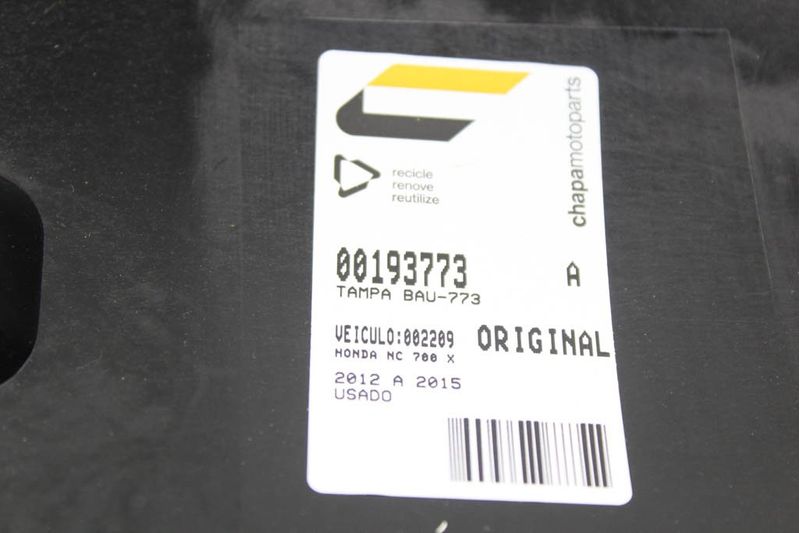 chapamotoparts
recicle
renove
reutilize
00193773 A
TAMPA BAU-773
VEICULO:002209 ORIGINAL
HONDA NC 700 X
2012 A 2015
USADO